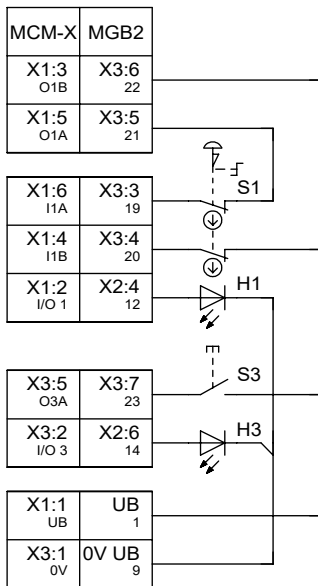 MCM-X MGB2
X1:3 X3:6
O1B 22
X1:5 X3:5
O1A 21
X1:6 X3:3
I1A 19
S1
X1:4 X3:4
I1B 20
X1:2 X2:4
I/O 1 12
H1
X3:5 X3:7
O3A 23
S3
X3:2 X2:6
I/O 3 14
H3
X1:1 UB
UB 1
X3:1 0V UB
0V 9